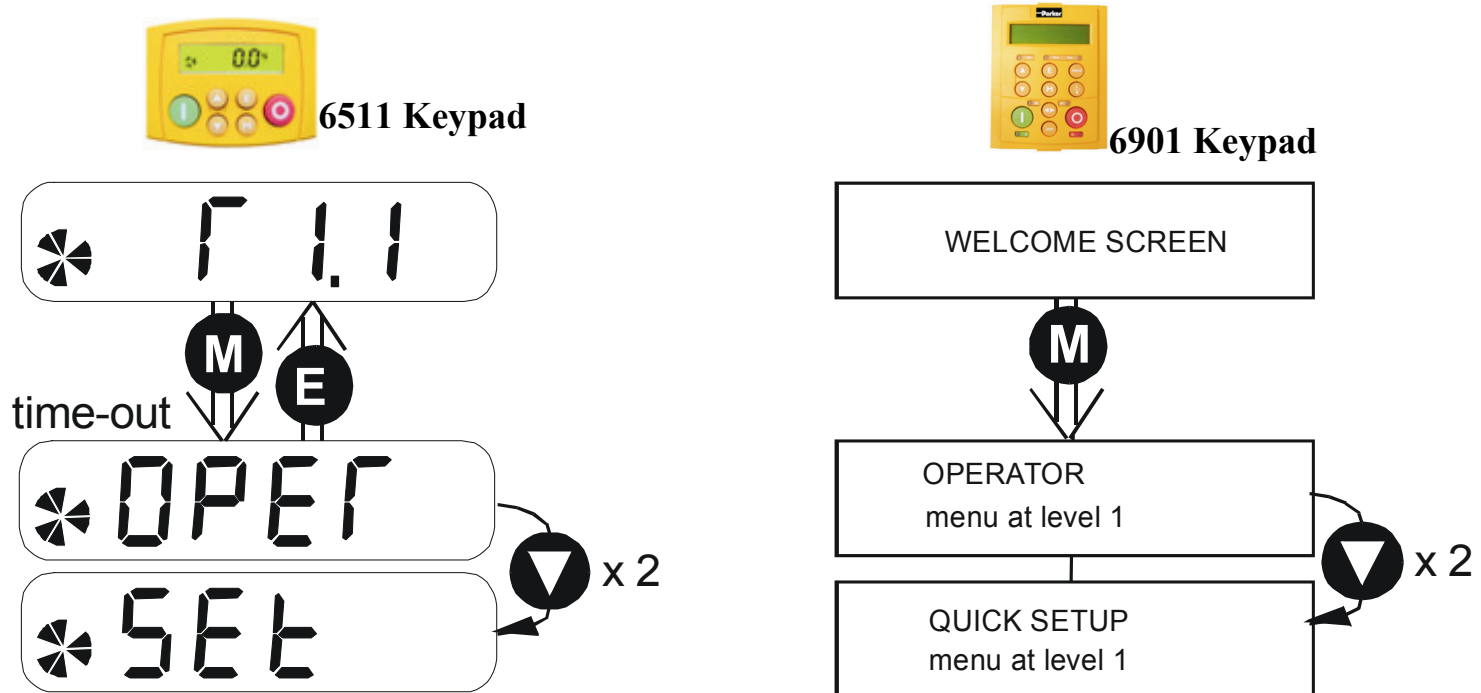 0.0
6511 Keypad
Parker
6901 Keypad
r 1.1
M
E
time-out
OPEr
x 2
SEt
WELCOME SCREEN
M
OPERATOR
menu at level 1
x 2
QUICK SETUP
menu at level 1